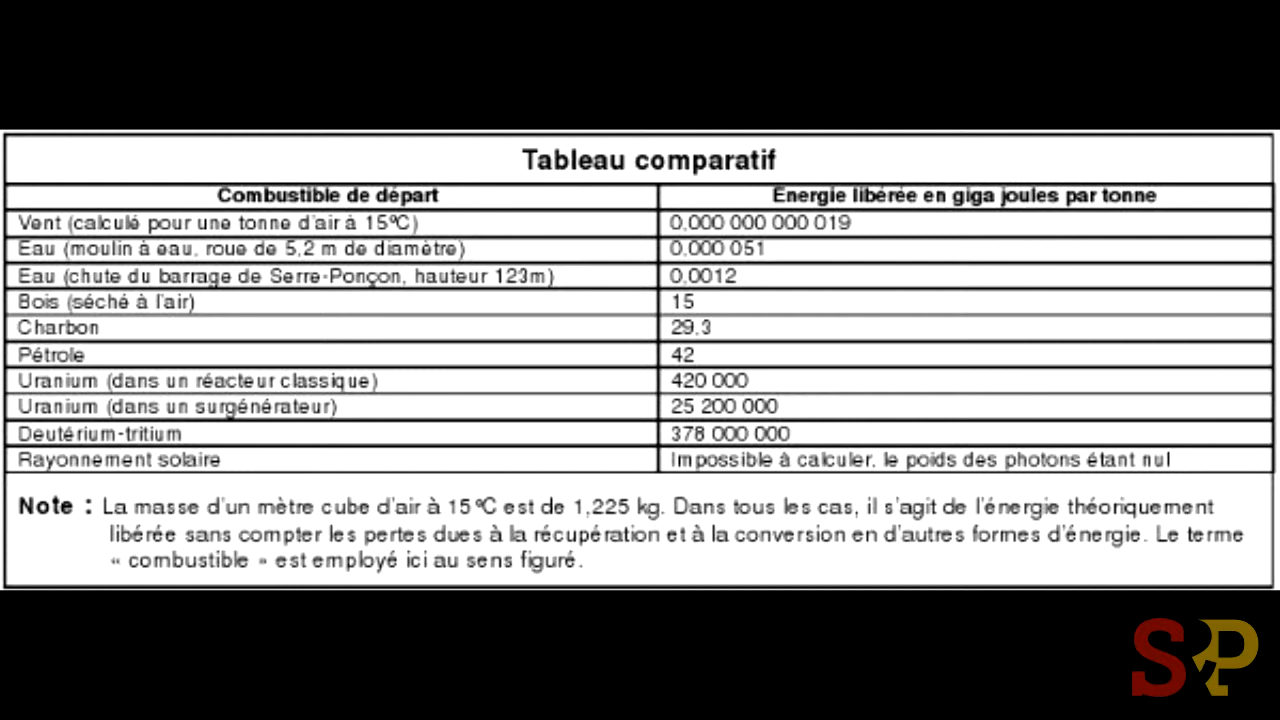 Tableau comparatif
Combustible de départ Energie libérée en giga joules par tonne
Vent (calculé pour une tonne d'air à 15ºC) 0,000 000 000 019
Eau (moulin à eau, roue de 5,2 m de diamètre) 0,000 051
Eau (chute du barrage de Serre-Ponçon, hauteur 123m) 0,0012
Bois (séché à l'air) 15
Charbon 29,3
Pétrole 42
Uranium (dans un réacteur classique) 420 000
Uranium (dans un surgénérateur) 25 200 000
Deutérium-tritium 378 000 000
Rayonnement solaire Impossible à calculer, le poids des photons étant nul
Note : La masse d'un mètre cube d'air à 15ºC est de 1,225 kg. Dans tous les cas, il s'agit de l'énergie théoriquement
libérée sans compter les pertes dues à la récupération et à la conversion en d'autres formes d'énergie. Le terme
« combustible » est employé ici au sens figuré.
SP